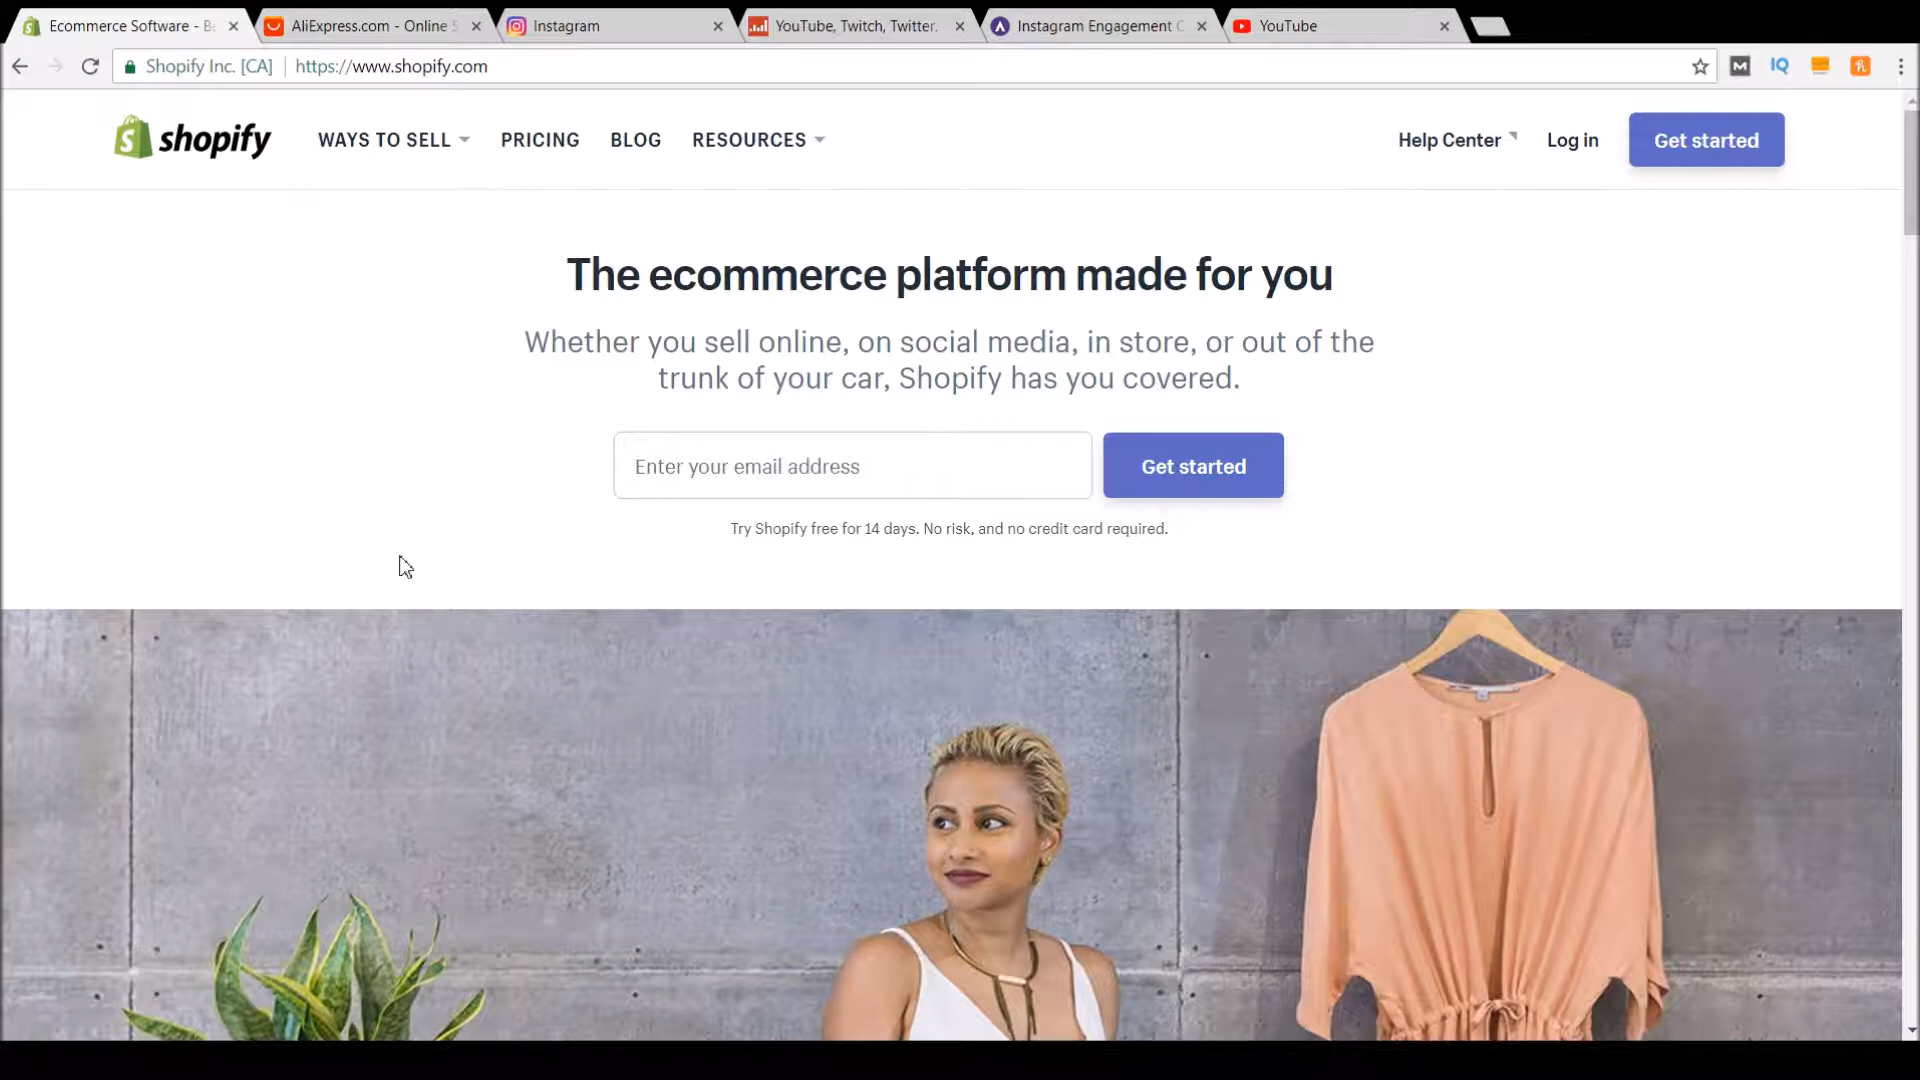 Ecommerce Software - Be
AliExpress.com - Online S
Instagram
YouTube, Twitch, Twitter,
Instagram Engagement C
YouTube
Shopify Inc. [CA]
https://www.shopify.com
shopify
WAYS TO SELL
PRICING
BLOG
RESOURCES
Help Center
Log in
Get started
The ecommerce platform made for you
Whether you sell online, on social media, in store, or out of the
trunk of your car, Shopify has you covered.
Enter your email address
Get started
Try Shopify free for 14 days. No risk, and no credit card required.